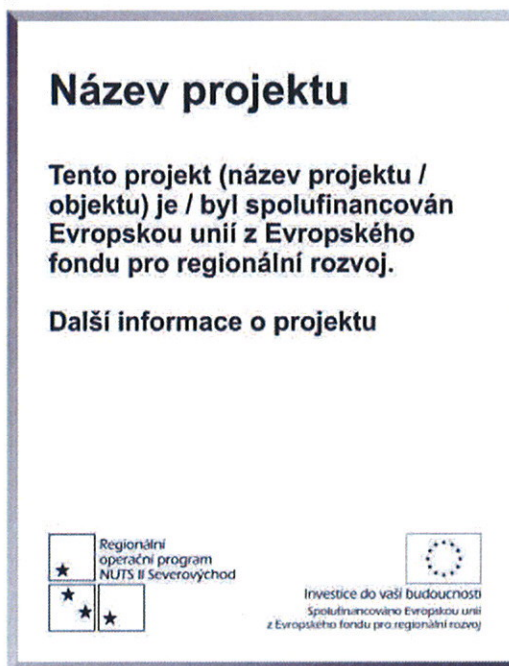 Název projektu
Tento projekt (název projektu /
objektu) je / byl spolufinancován
Evropskou unií z Evropského
fondu pro regionální rozvoj.
Další informace o projektu
Regionální
operační program
NUTS II Severovýchod
Investice do vaší budoucnosti
Spolufinancováno Evropskou unií
z Evropského fondu pro regionální rozvoj